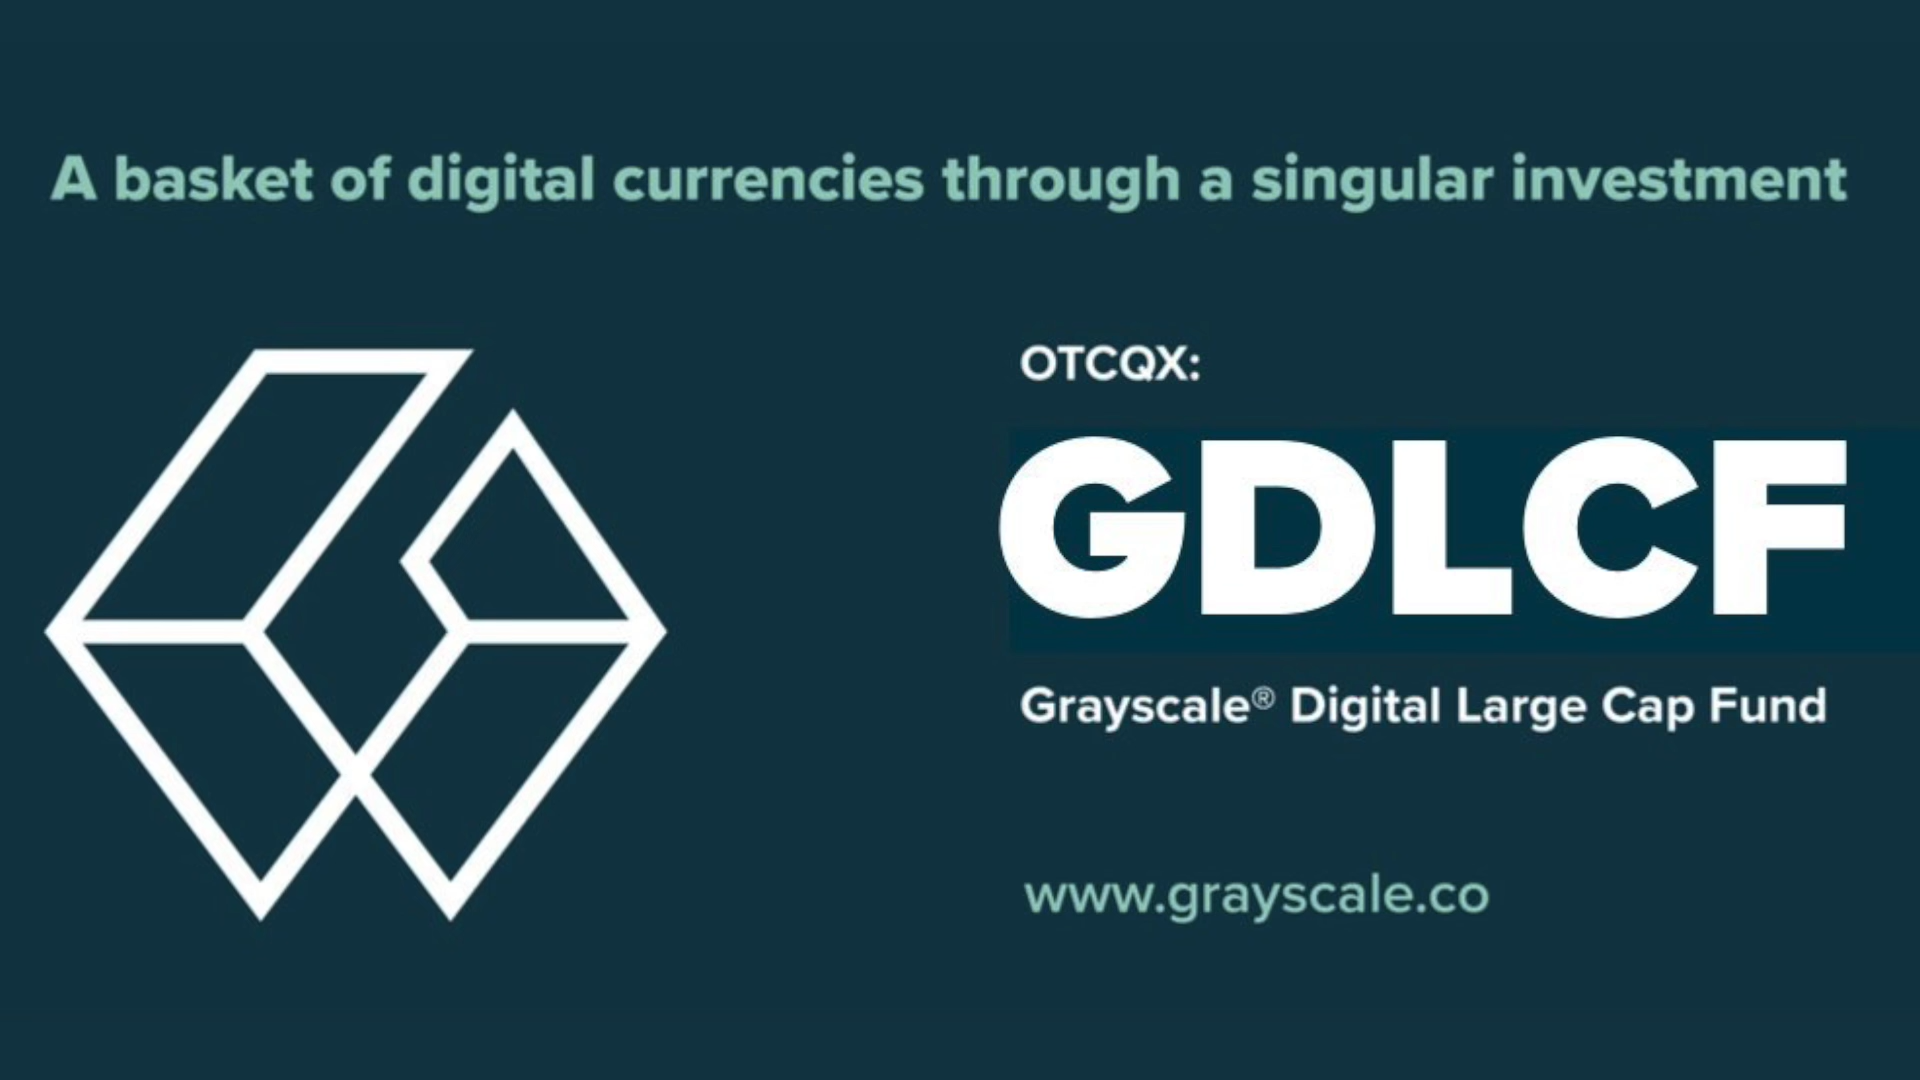 A basket of digital currencies through a singular investment
OTCQX:
GDLCF
Grayscale® Digital Large Cap Fund
www.grayscale.co